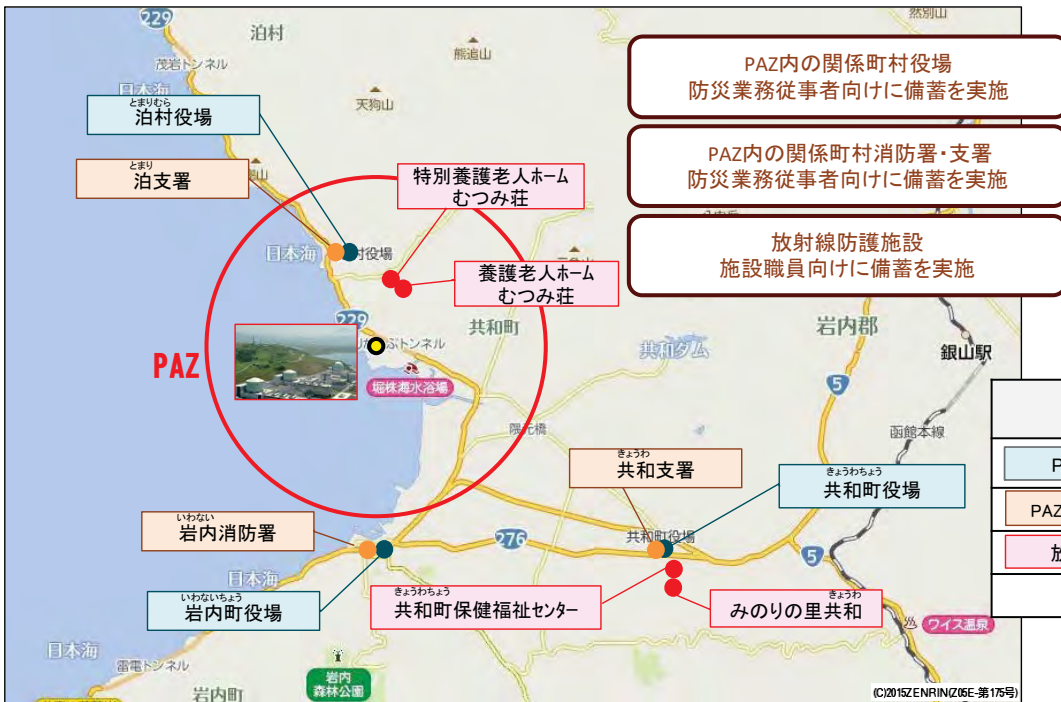 229
泊村
然別山
熊追山
茂岩トンネル
日本海
天狗山
とまりむら
泊村役場
とまり
泊支署
PAZ内の関係町村役場
防災業務従事者向けに備蓄を実施
PAZ内の関係町村消防署・支署
防災業務従事者向けに備蓄を実施
放射線防護施設
施設職員向けに備蓄を実施
特別養護老人ホーム
むつみ荘
日本海
村役場
養護老人ホーム
むつみ荘
229
共和町
岩内郡
トンネル
共和ダム
銀山駅
PAZ
堀株海水浴場
5
函館本線
P
PAZ
放
きょうわ
共和支署
きょうわちょう
共和町役場
いわない
岩内消防署
276
共和町役場
5
日本海
いわないちょう
岩内町役場
きょうわちょう
共和町保健福祉センター
きょうわ
みのりの里共和
ワイス温泉
日本海
雷電トンネル
岩内
森林公園
岩内町
(C)2015ZENRIN(Z05E-第175号)